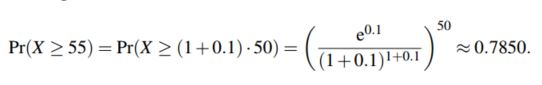 Pr(X ≥ 55) = Pr(X ≥ (1+0.1)·50) = (e^0.1 / (1+0.1)^1+0.1)^50 ≈ 0.7850.